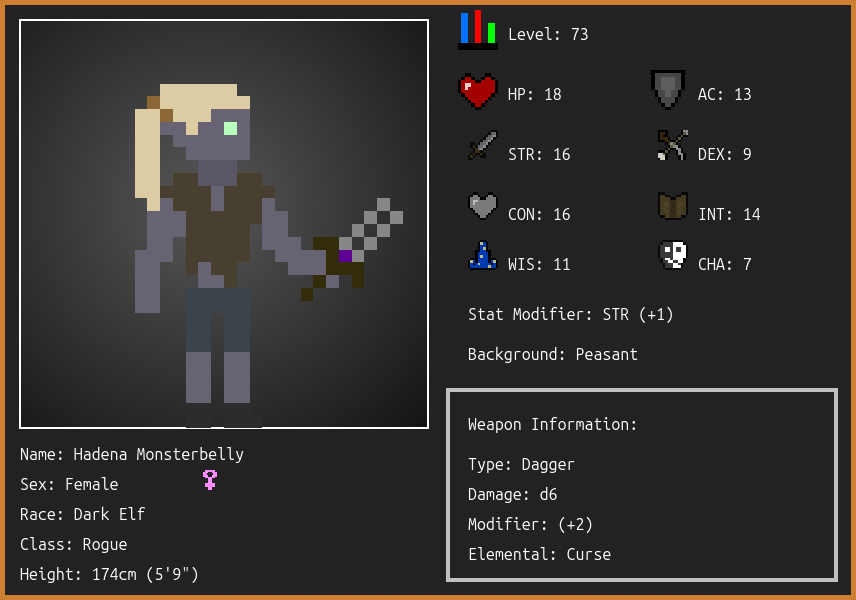 Level: 73
HP: 18
AC: 13
STR: 16
DEX: 9
CON: 16
INT: 14
WIS: 11
CHA: 7
Stat Modifier: STR (+1)
Background: Peasant
Weapon Information:
Type: Dagger
Damage: d6
Modifier: (+2)
Elemental: Curse
Name: Hadena Monsterbelly
Sex: Female
Race: Dark Elf
Class: Rogue
Height: 174cm (5'9")